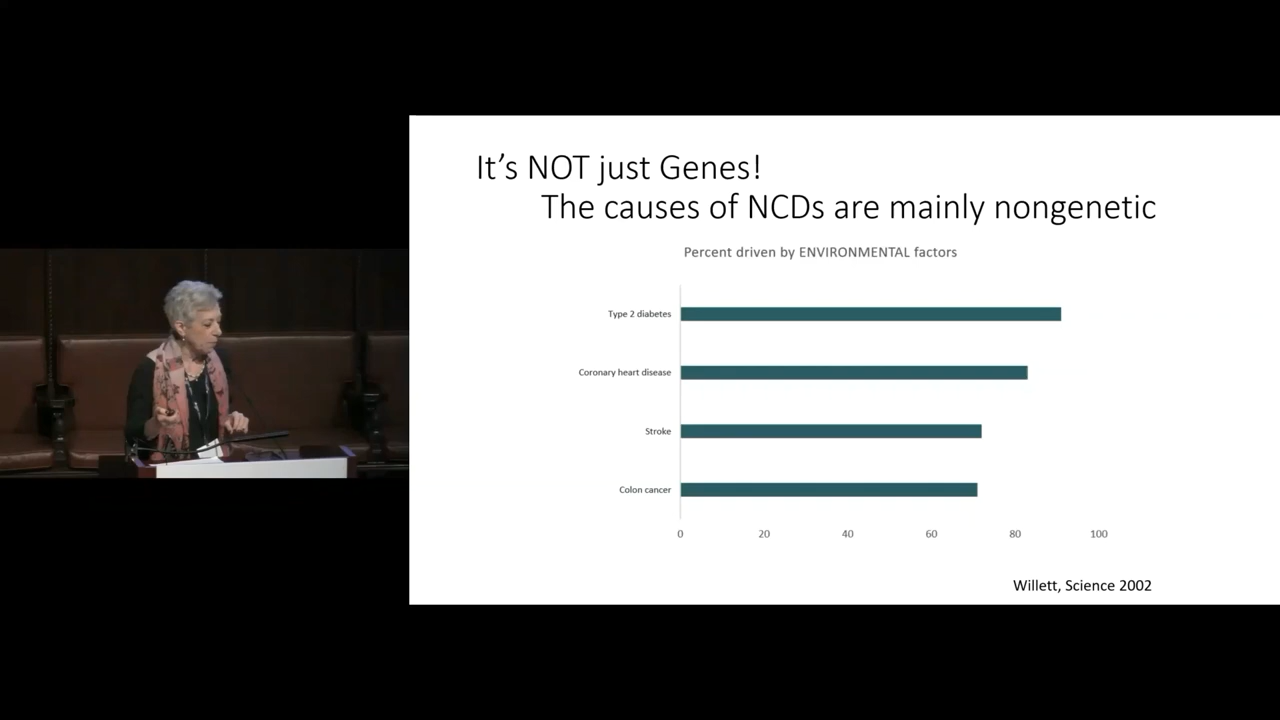 It's NOT just Genes!
The causes of NCDs are mainly nongenetic
Percent driven by ENVIRONMENTAL factors
Type 2 diabetes
Coronary heart disease
Stroke
Colon cancer
0 20 40 60 80 100
Willett, Science 2002